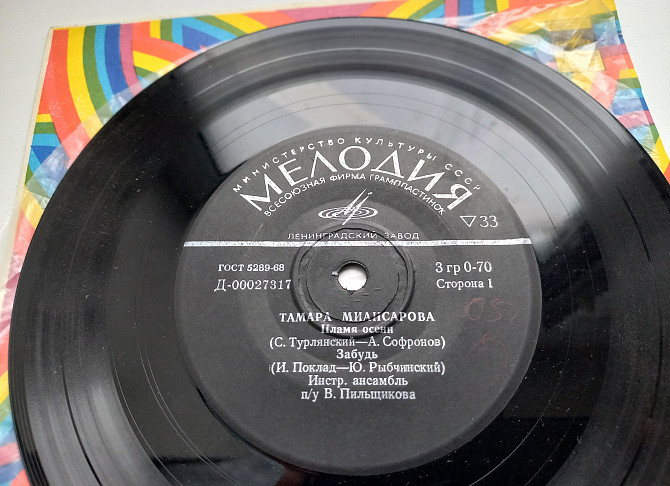 МИНИСТЕРСТВО КУЛЬТУРЫ СССР
МЕЛОДИЯ
ВСЕСОЮЗНАЯ ФИРМА ГРАМПЛАСТИНОК
33
ЛЕНИНГРАДСКИЙ ЗАВОД
ГОСТ 5289-68
3 гр 0-70
Д-00027317
Сторона 1
ТАМАРА МИАНСАРОВА
Пламя осени
(С. Турлянский—А. Софронов)
Забудь
(И. Поклад—Ю. Рыбчинский)
Инстр. ансамбль
п/у В. Пильщикова